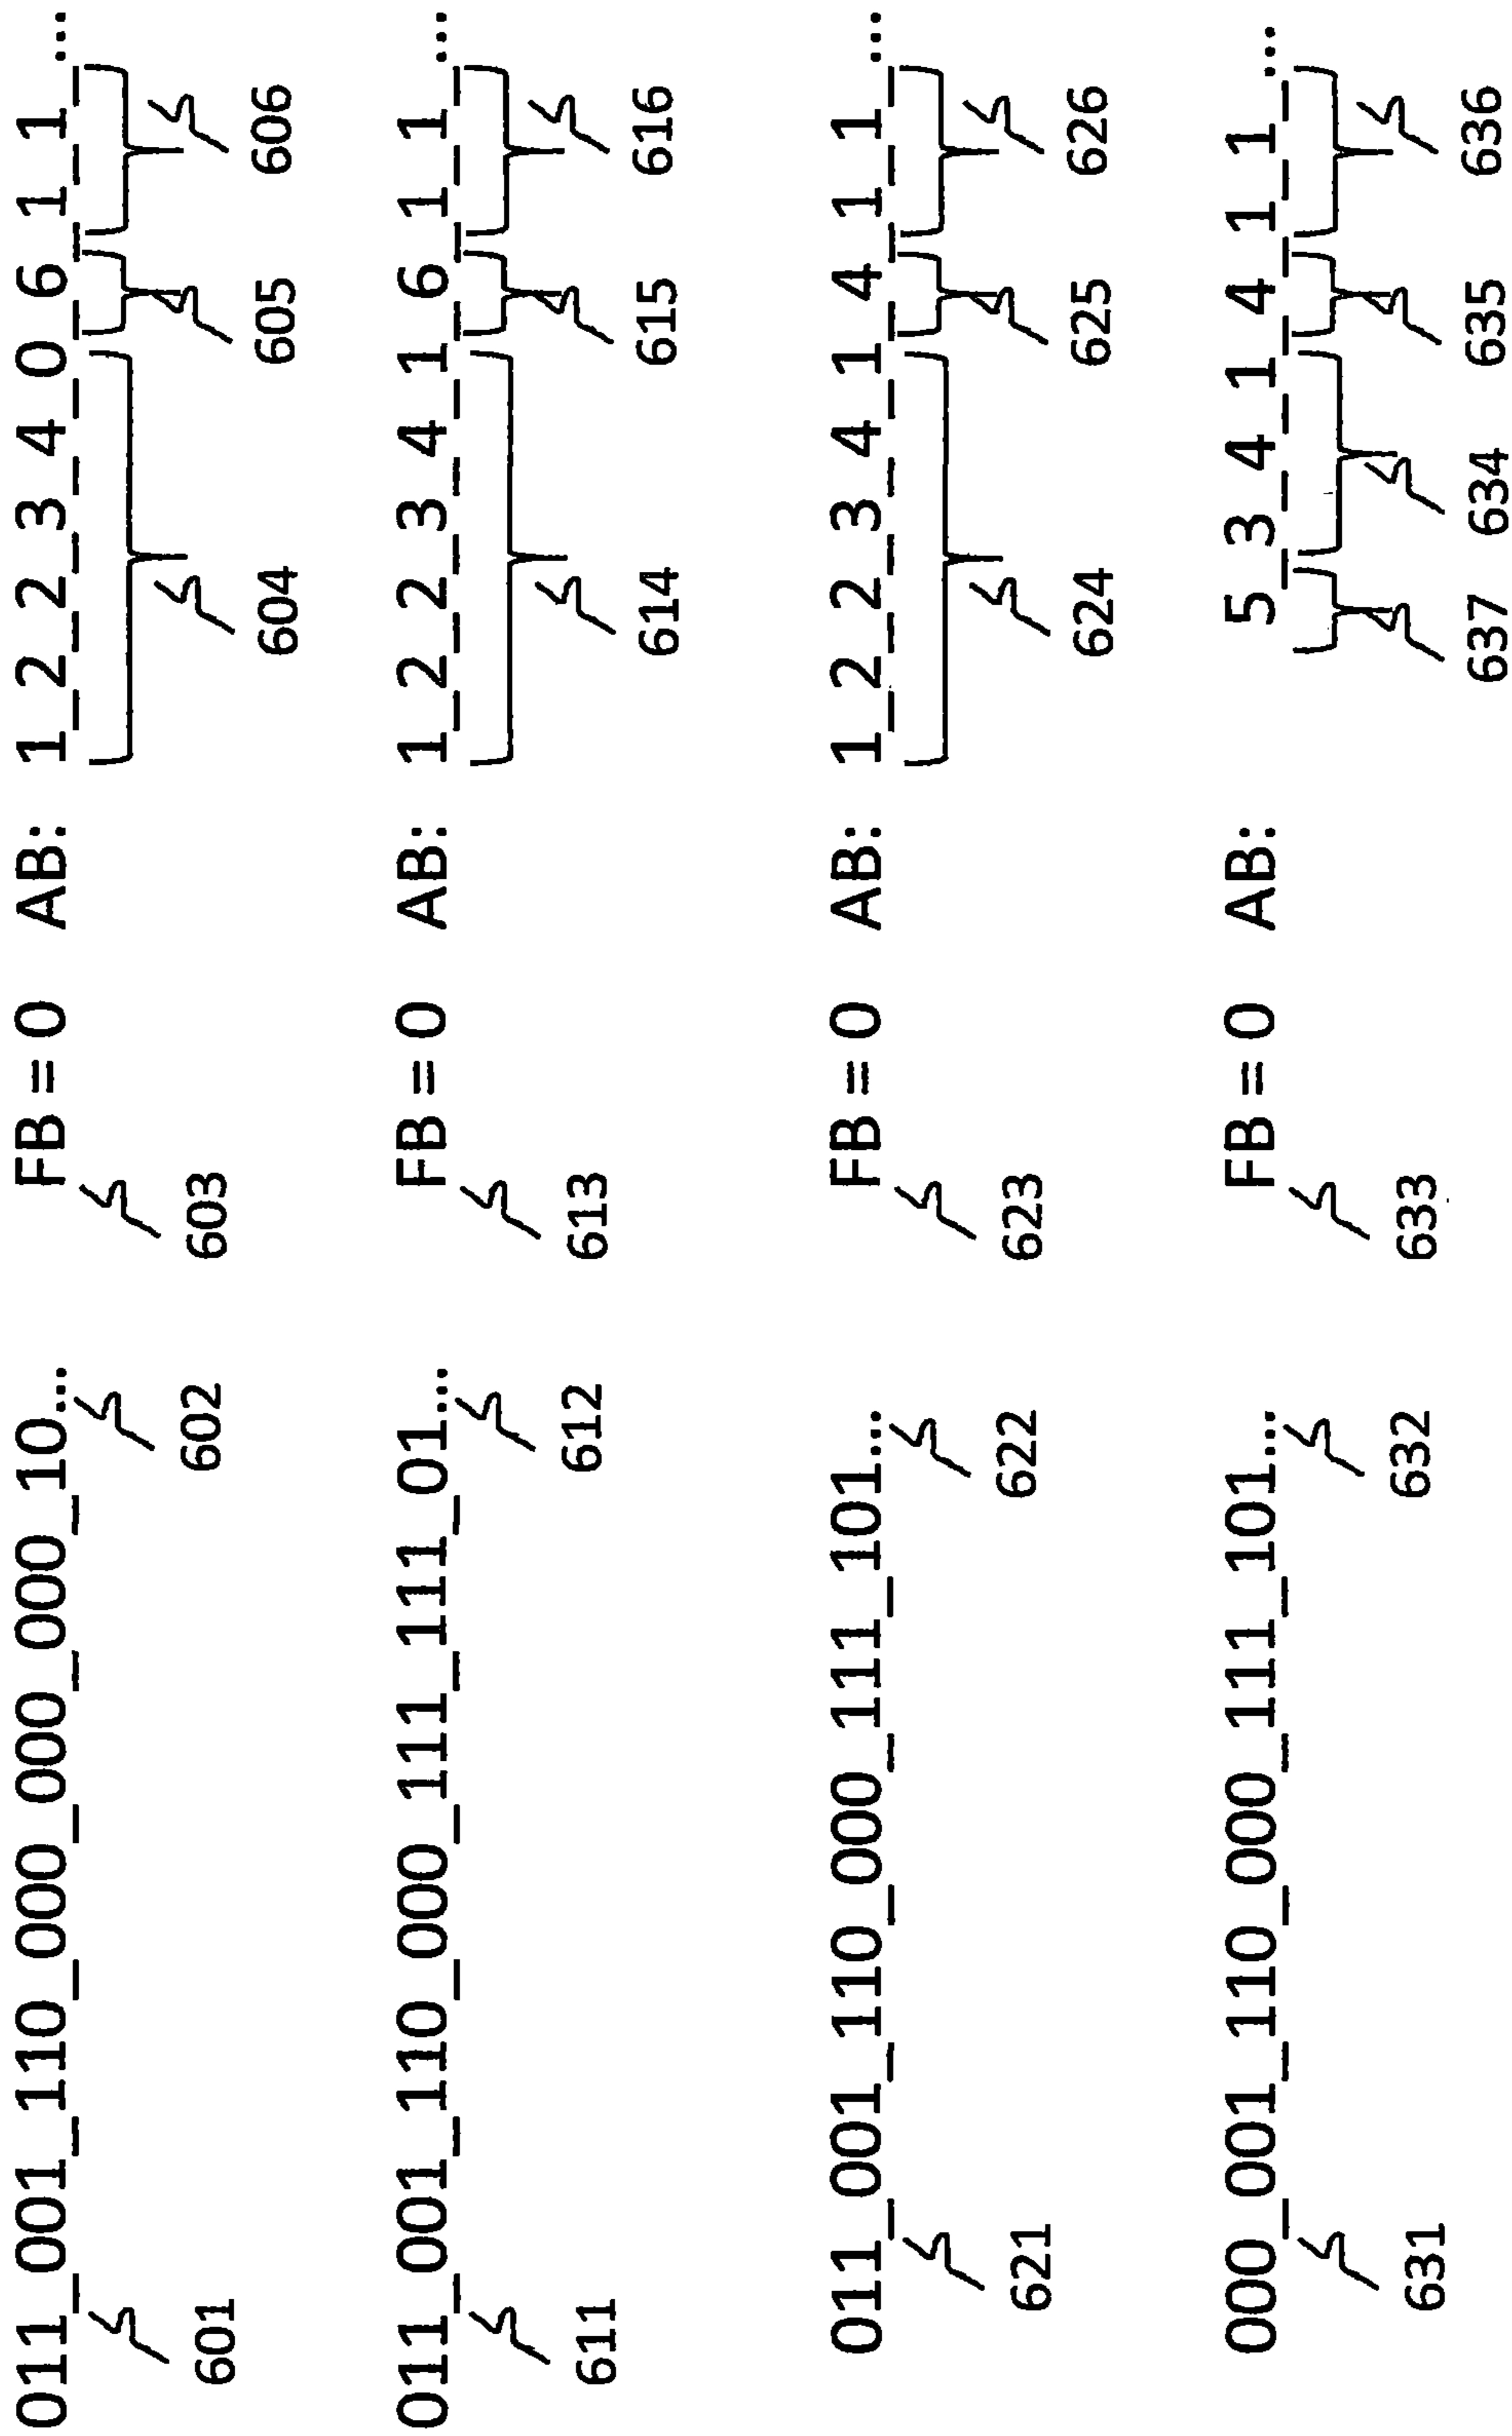 011_001_110_000_000_000_10... FB = 0 AB: 1_2_2_3_4_0_6_1_1_...
601 602 603 604 605 606
011_001_110_000_111_111_01... FB = 0 AB: 1_2_2_3_4_1_6_1_1_...
611 612 613 614 615 616
011_001_110_000_111_101... FB = 0 AB: 1_2_2_3_4_1_4_1_1_...
621 622 623 624 625 626
000_001_110_000_111_101... FB = 0 AB: 5_3_4_1_4_1_1_...
631 632 633 637 634 635 636